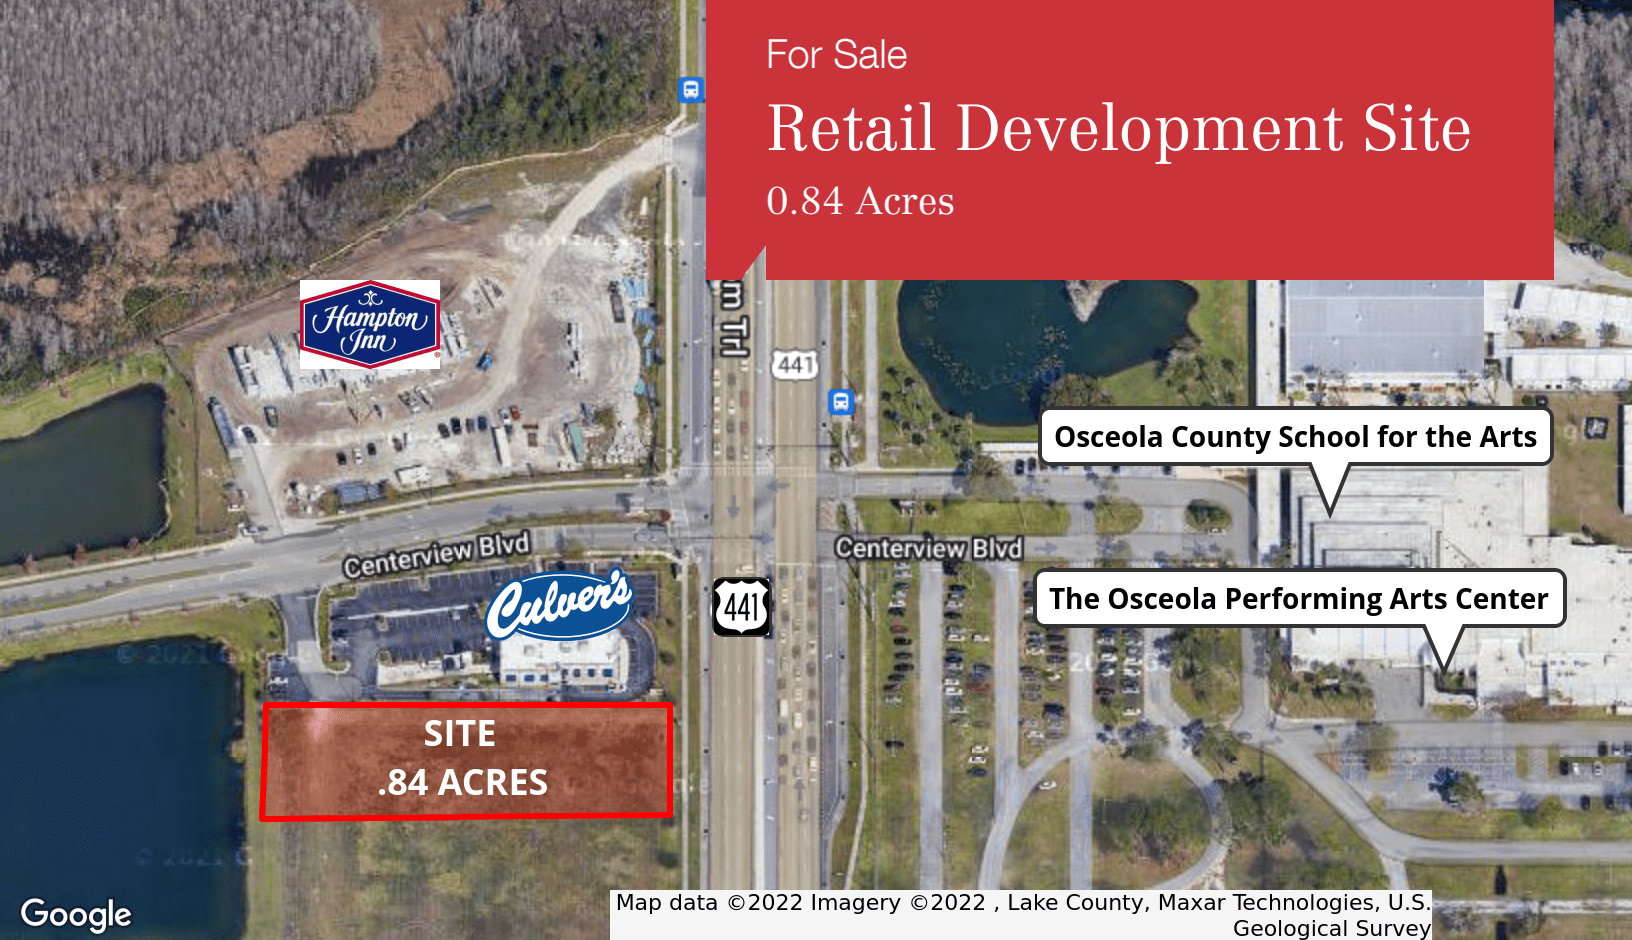 For Sale
Retail Development Site
0.84 Acres
Hampton
Inn
m Trl
441
Osceola County School for the Arts
Centerview Blvd
Centerview Blvd
Culver's
441
The Osceola Performing Arts Center
SITE
.84 ACRES
Google
Map data ©2022 Imagery ©2022 , Lake County, Maxar Technologies, U.S.
Geological Survey